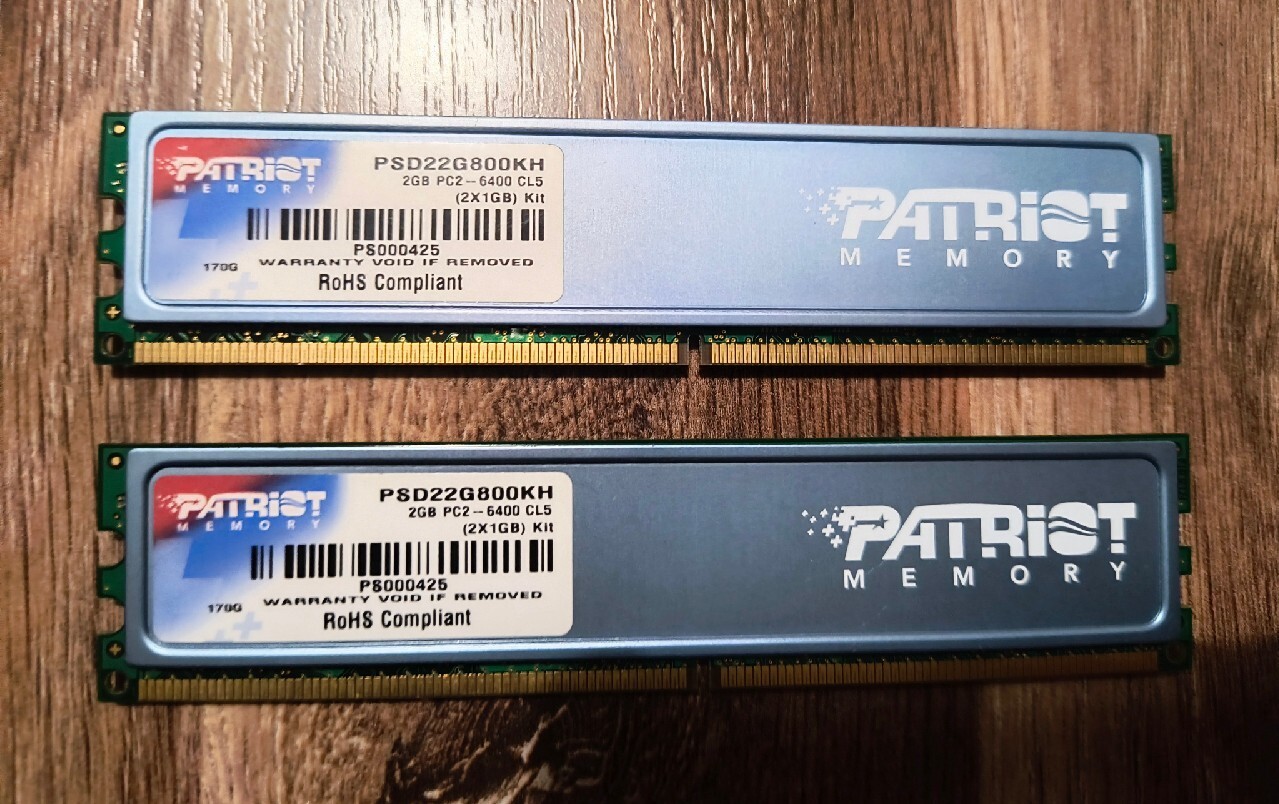 PATRiOT
MEMORY
PSD22G800KH
2GB PC2-6400 CL5
(2X1GB) Kit
PS000425
170G
WARRANTY VOID IF REMOVED
RoHS Compliant
PATRiOT
MEMORY
PATRiOT
MEMORY
PSD22G800KH
2GB PC2-6400 CL5
(2X1GB) Kit
PS000425
170G
WARRANTY VOID IF REMOVED
RoHS Compliant
PATRiOT
MEMORY